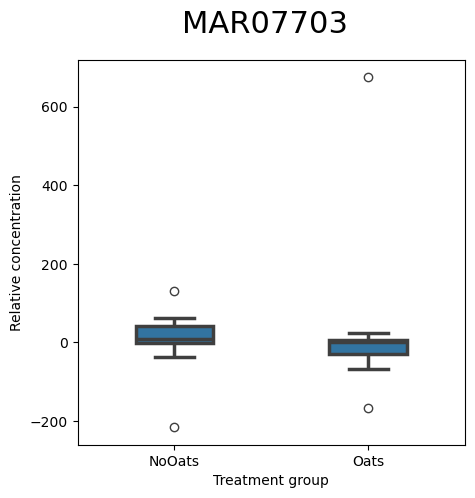 MAR07703
Relative concentration
600
400
200
0
−200
NoOats
Oats
Treatment group